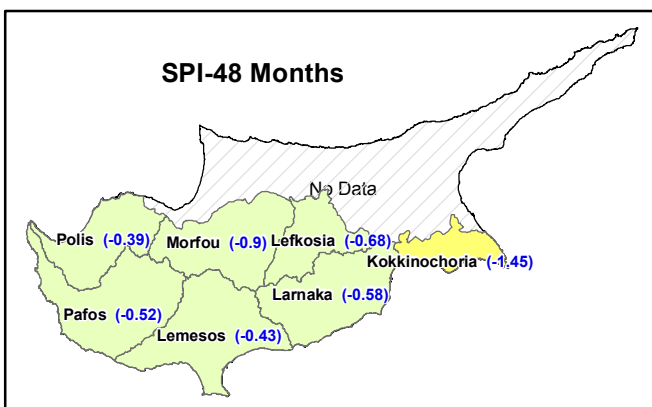 SPI-48 Months
No Data
Polis (-0.39)
Morfou (-0.9)
Lefkosia (-0.68)
Kokkinochoria (-1.45)
Larnaka (-0.58)
Pafos (-0.52)
Lemesos (-0.43)